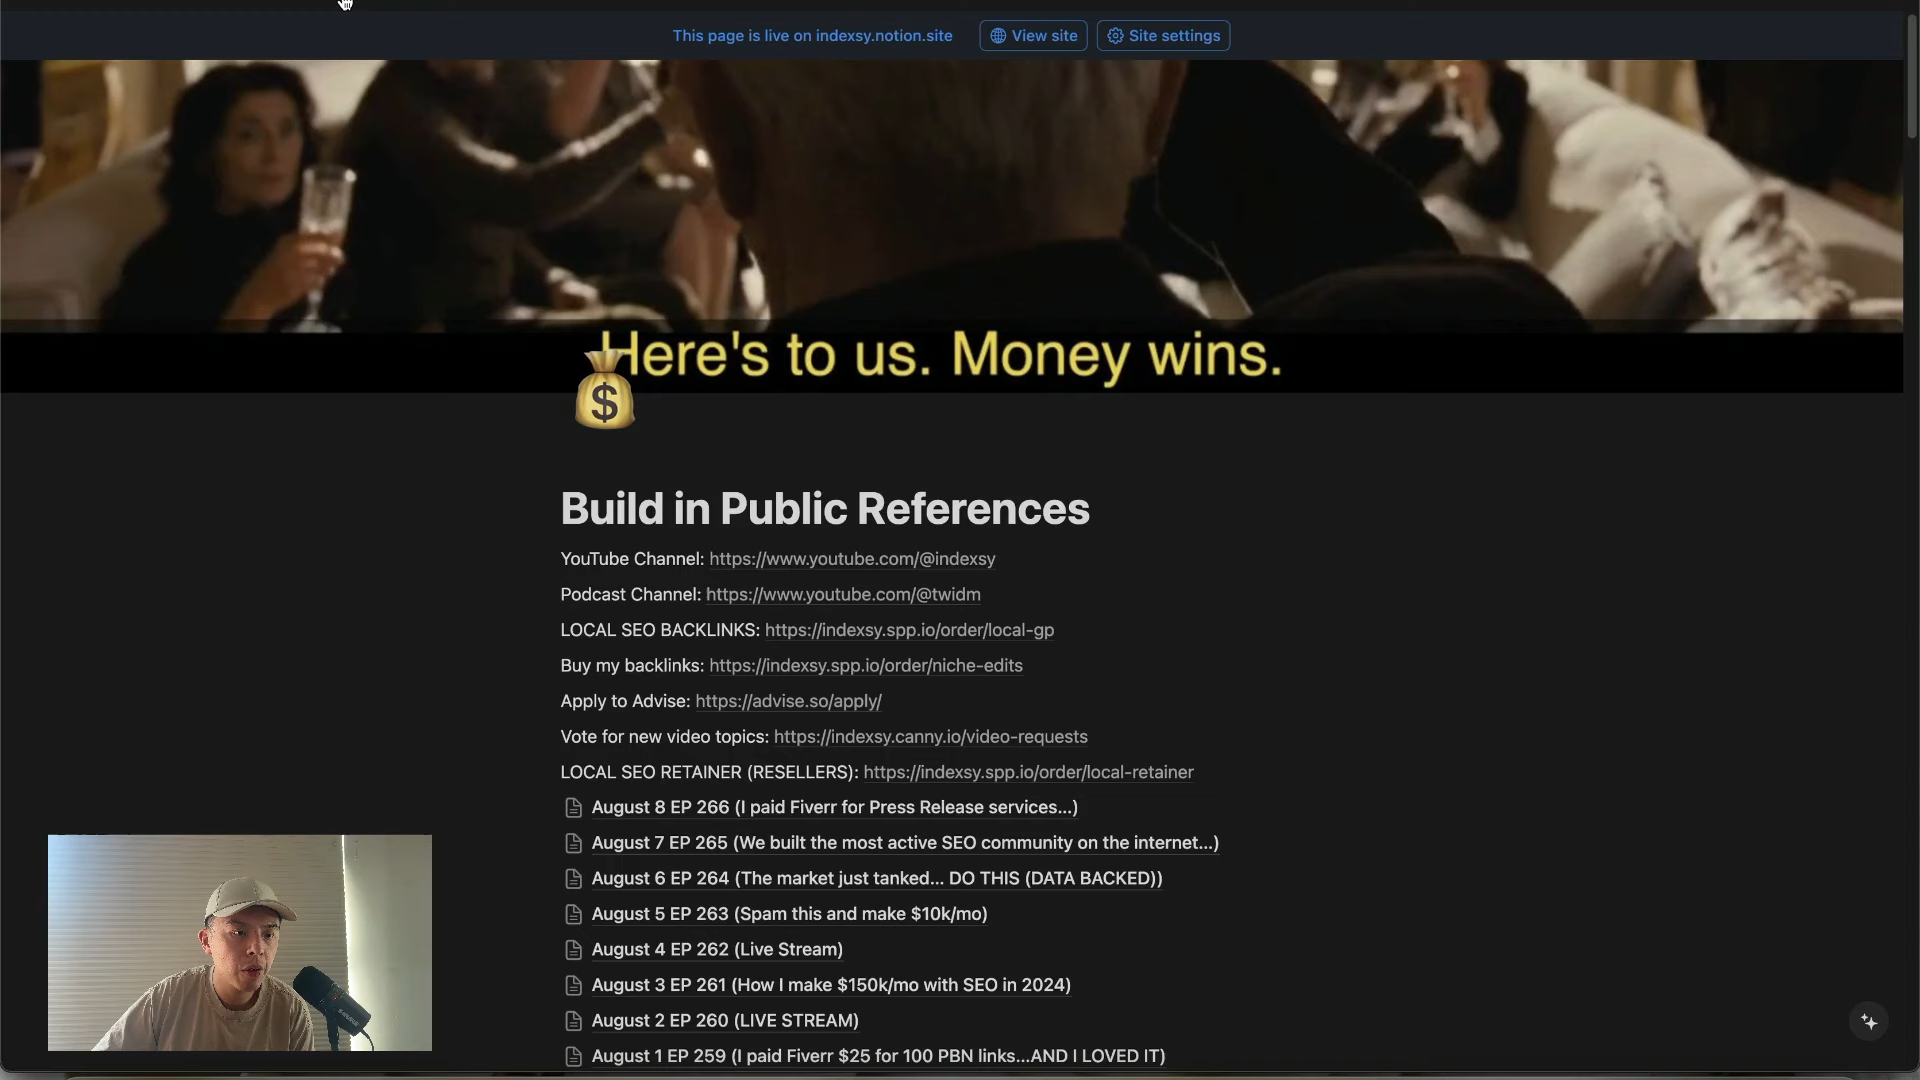 This page is live on indexsy.notion.site
View site
Site settings
Here's to us. Money wins.
Build in Public References
YouTube Channel: https://www.youtube.com/@indexsy
Podcast Channel: https://www.youtube.com/@twidm
LOCAL SEO BACKLINKS: https://indexsy.spp.io/order/local-gp
Buy my backlinks: https://indexsy.spp.io/order/niche-edits
Apply to Advise: https://advise.so/apply/
Vote for new video topics: https://indexsy.canny.io/video-requests
LOCAL SEO RETAINER (RESELLERS): https://indexsy.spp.io/order/local-retainer
August 8 EP 266 (I paid Fiverr for Press Release services...)
August 7 EP 265 (We built the most active SEO community on the internet...)
August 6 EP 264 (The market just tanked... DO THIS (DATA BACKED))
August 5 EP 263 (Spam this and make $10k/mo)
August 4 EP 262 (Live Stream)
August 3 EP 261 (How I make $150k/mo with SEO in 2024)
August 2 EP 260 (LIVE STREAM)
August 1 EP 259 (I paid Fiverr $25 for 100 PBN links...AND I LOVED IT)